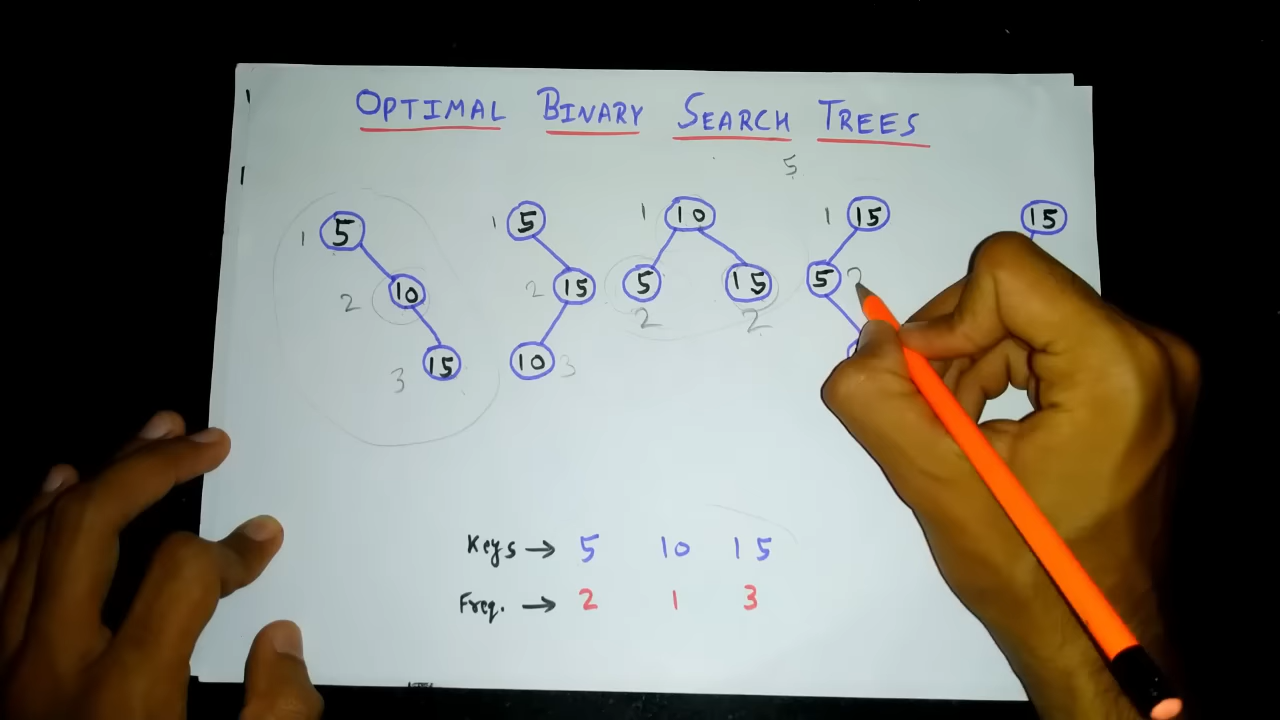 OPTIMAL BINARY SEARCH TREES
5
1 5 1 5 1 10 1 15 15
2 10 2 15 5 15 5 2
2 2
3 15 10 3
Keys → 5 10 15
Freq. → 2 1 3